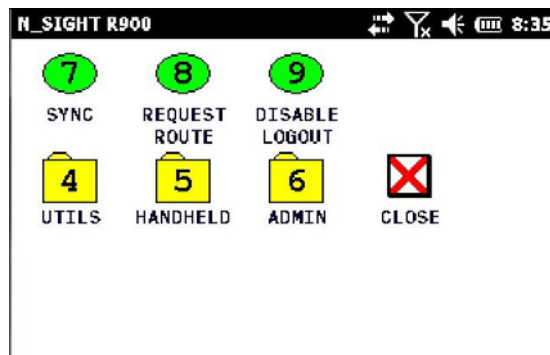 N_SIGHT R900 8:35
7 8 9
SYNC REQUEST DISABLE
ROUTE LOGOUT
4 5 6
UTILS HANDHELD ADMIN CLOSE